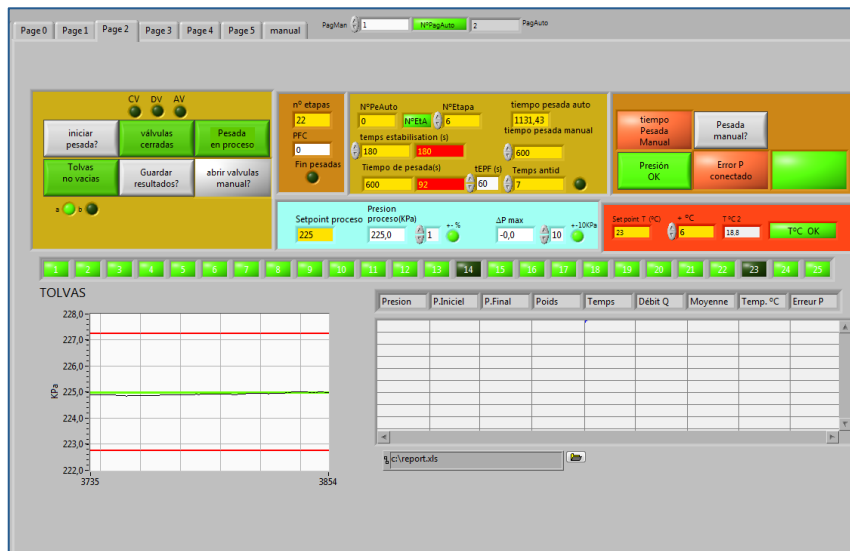 PagMan 1 NºPagAuto 2 PagAuto
Page 0 Page 1 Page 2 Page 3 Page 4 Page 5 manual
CV DV AV
iniciar pesada?
válvulas cerradas
Pesada en proceso
Tolvas no vacias
Guardar resultados?
abrir valvulas manual?
a b
nº etapas
22
PFC
0
Fin pesadas
NºPeAuto NºEtapa tiempo pesada auto
0 NºEtA 6 1131,43
temps estabilisation (s) tiempo pesada manual
180 180 600
Tiempo de pesada(s) tEPF (s) Temps antid
600 92 60 7
tiempo Pesada Manual
Pesada manual?
Presión OK
Error P conectado
Setpoint proceso Presion proceso(KPa) +- % ΔP max +-10KPa
225 225,0 1 -0,0 10
Set point T (ºC) + ºC T ºC 2
23 6 18,8 TºC OK
1 2 3 4 5 6 7 8 9 10 11 12 13 14 15 16 17 18 19 20 21 22 23 24 25
TOLVAS
228,0
227,0
226,0
225,0
224,0
223,0
222,0
KPa
3735 3854
Presion P.Iniciel P.Final Poids Temps Débit Q Moyenne Temp. ºC Erreur P
c:\report.xls